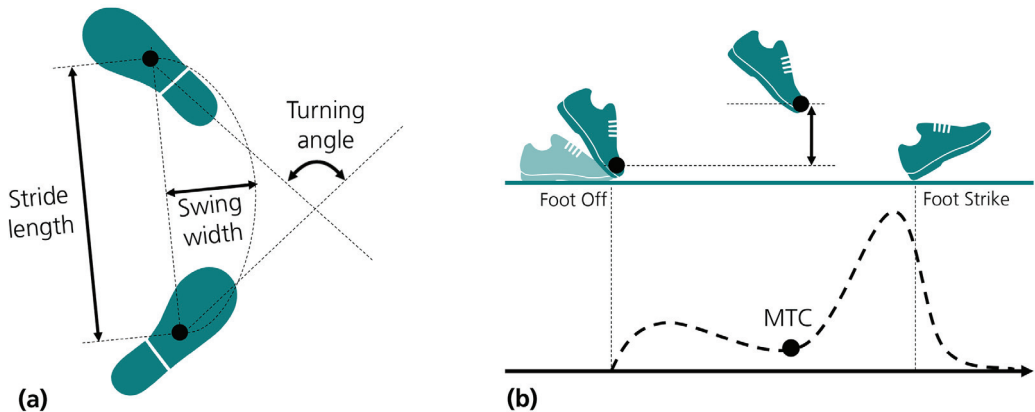 Turning
angle
Stride
length
Swing
width
(a)
Foot Off
Foot Strike
MTC
(b)